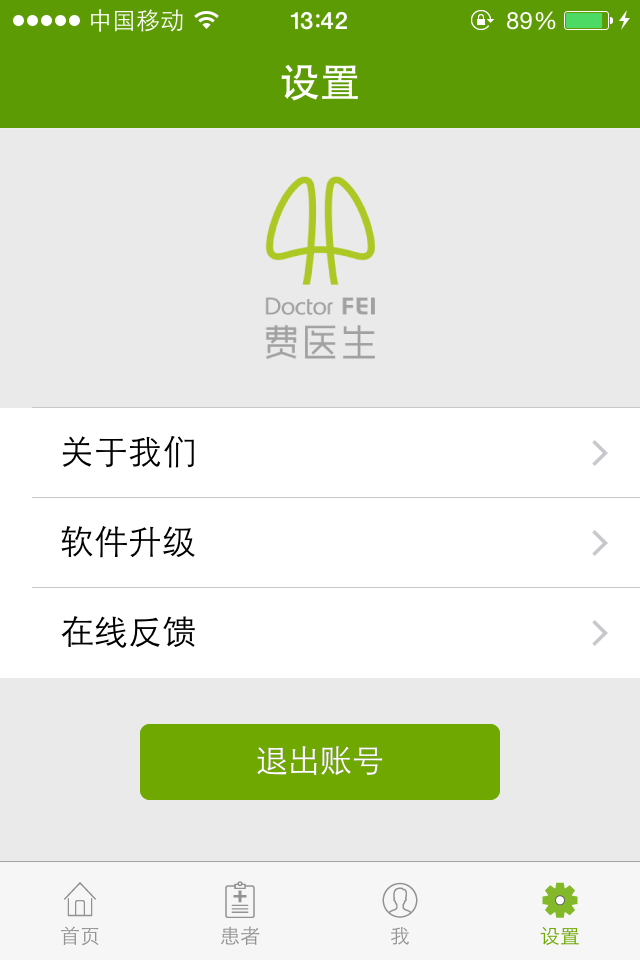 中国移动 13:42 89%
设置
Doctor FEI
费医生
关于我们
软件升级
在线反馈
退出账号
首页 患者 我 设置